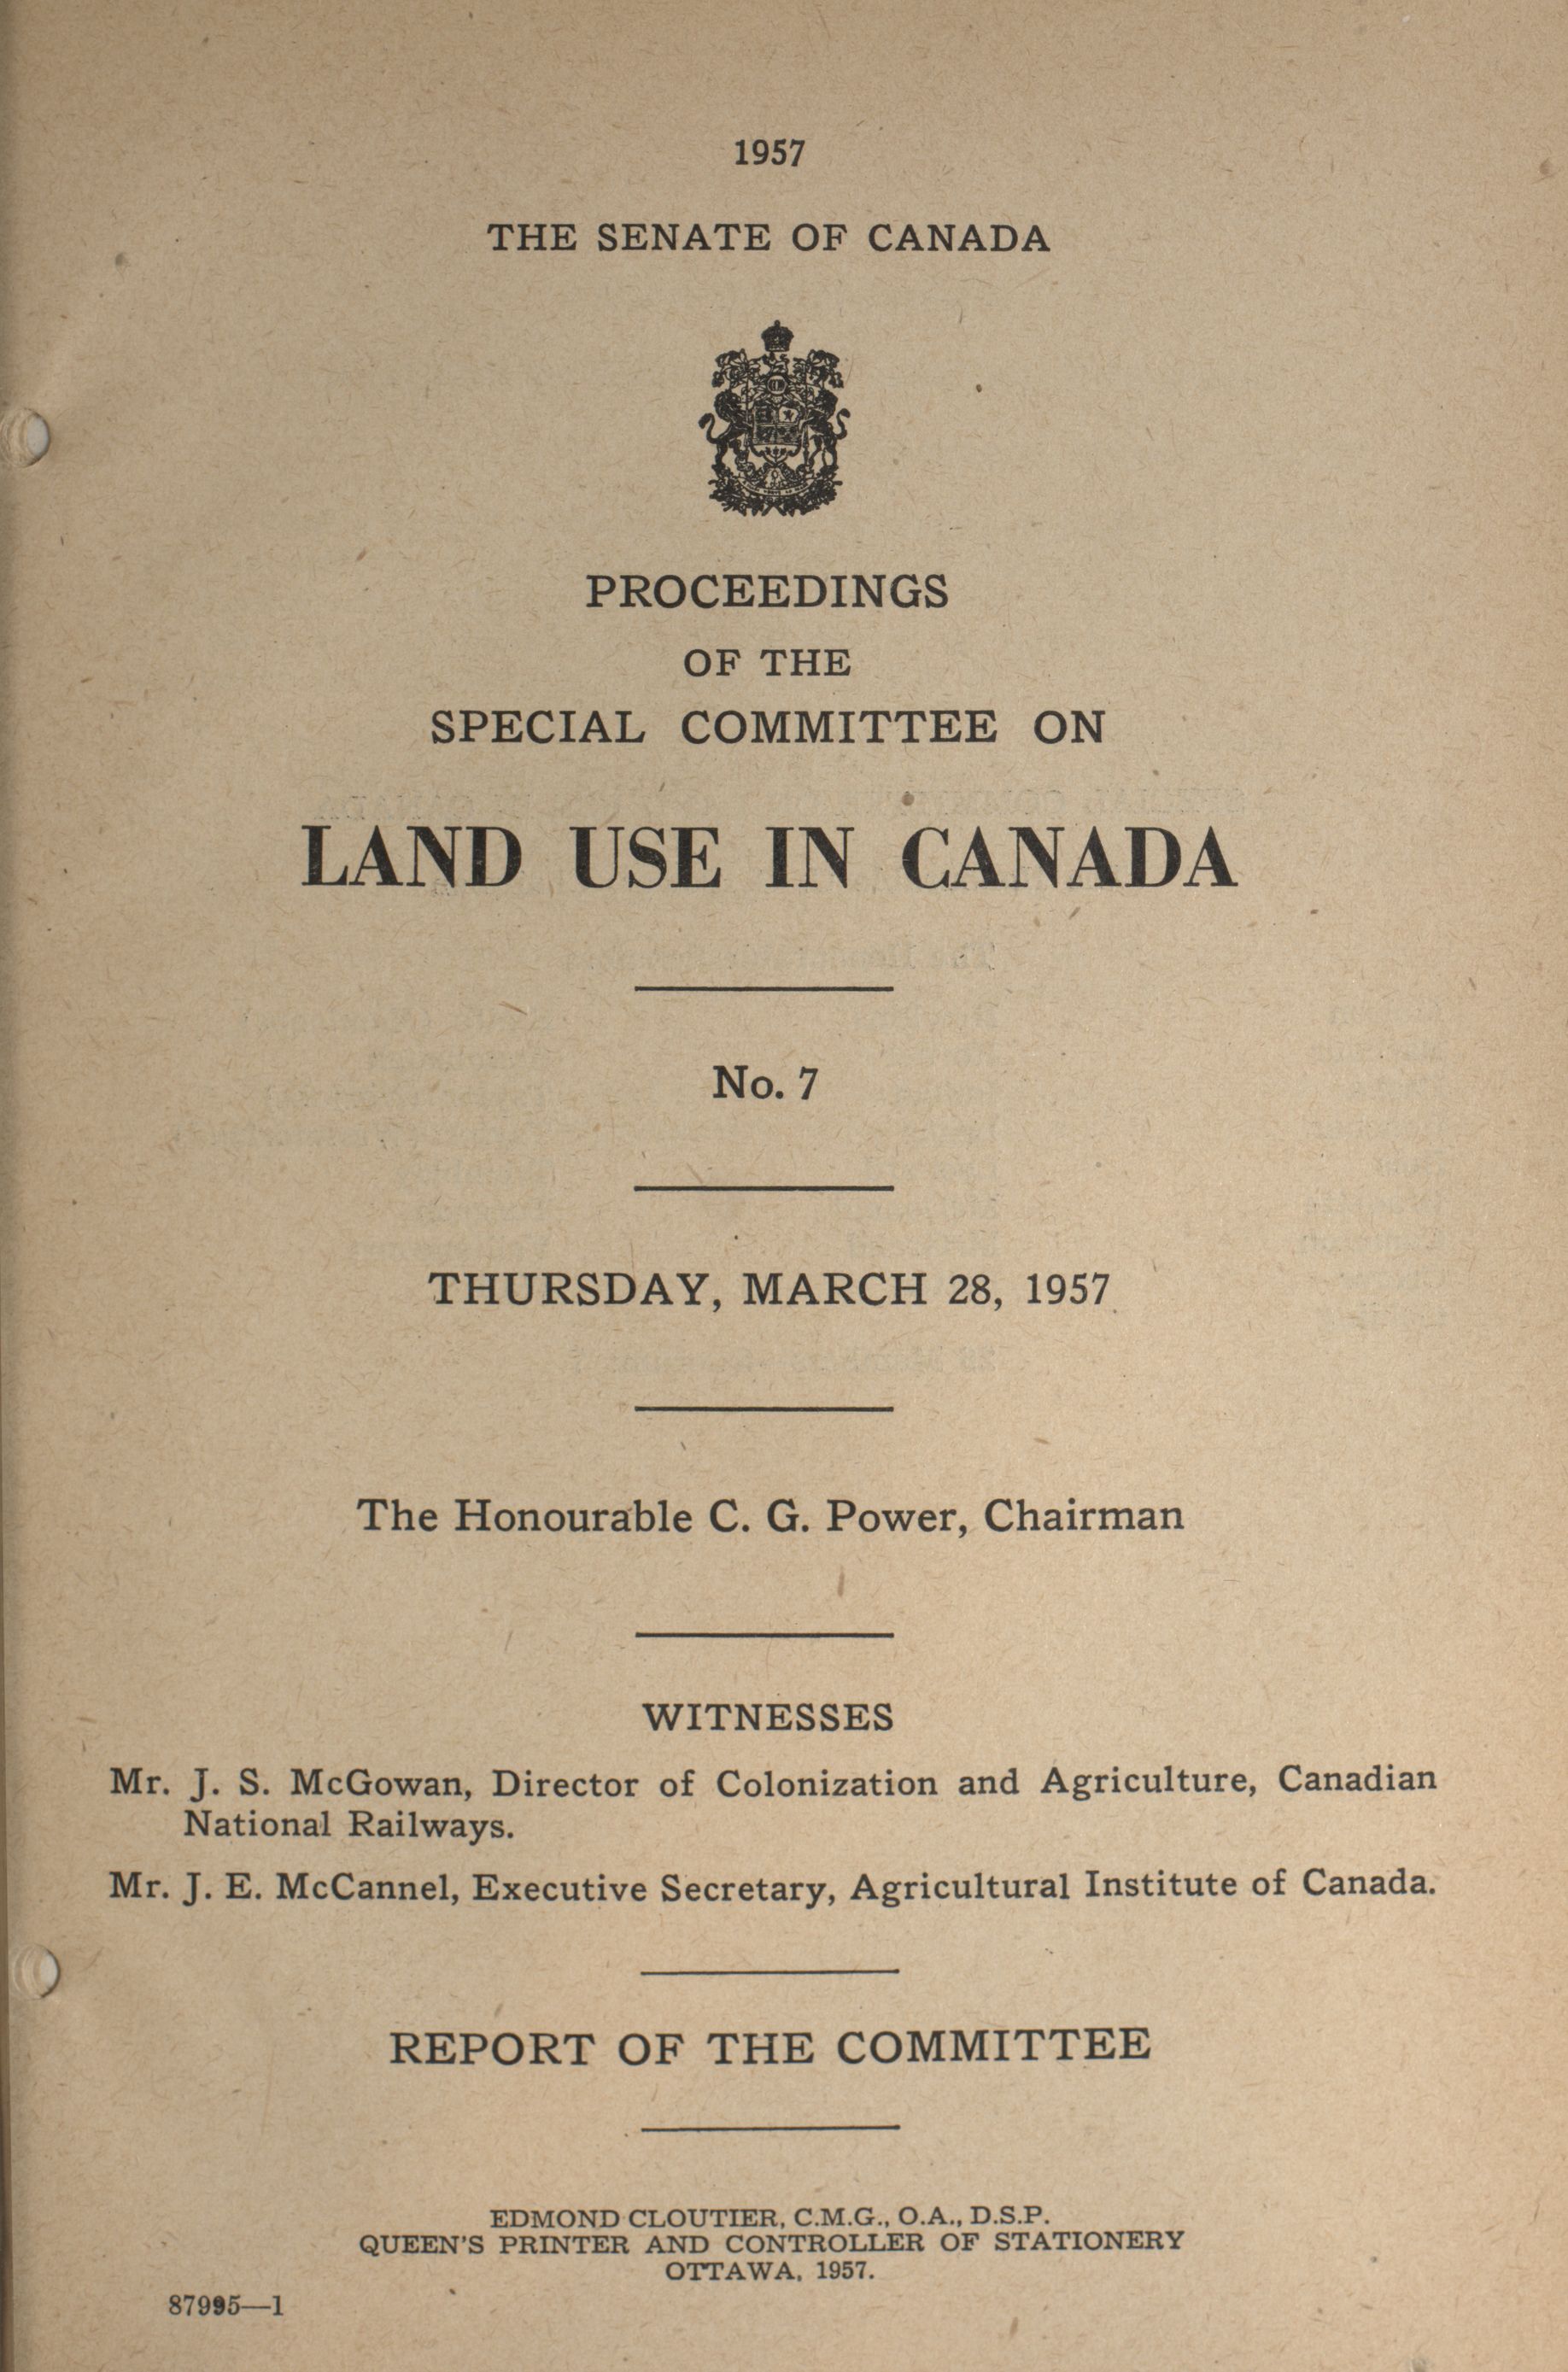 1957
THE SENATE OF CANADA
PROCEEDINGS
OF THE
SPECIAL COMMITTEE ON
LAND USE IN CANADA
No. 7
THURSDAY, MARCH 28, 1957
The Honourable C. G. Power, Chairman
WITNESSES
Mr. J. S. McGowan, Director of Colonization and Agriculture, Canadian
National Railways.
Mr. J. E. McCannel, Executive Secretary, Agricultural Institute of Canada.
REPORT OF THE COMMITTEE
EDMOND CLOUTIER, C.M.G., O.A., D.S.P.
QUEEN'S PRINTER AND CONTROLLER OF STATIONERY
OTTAWA, 1957.
87995—1